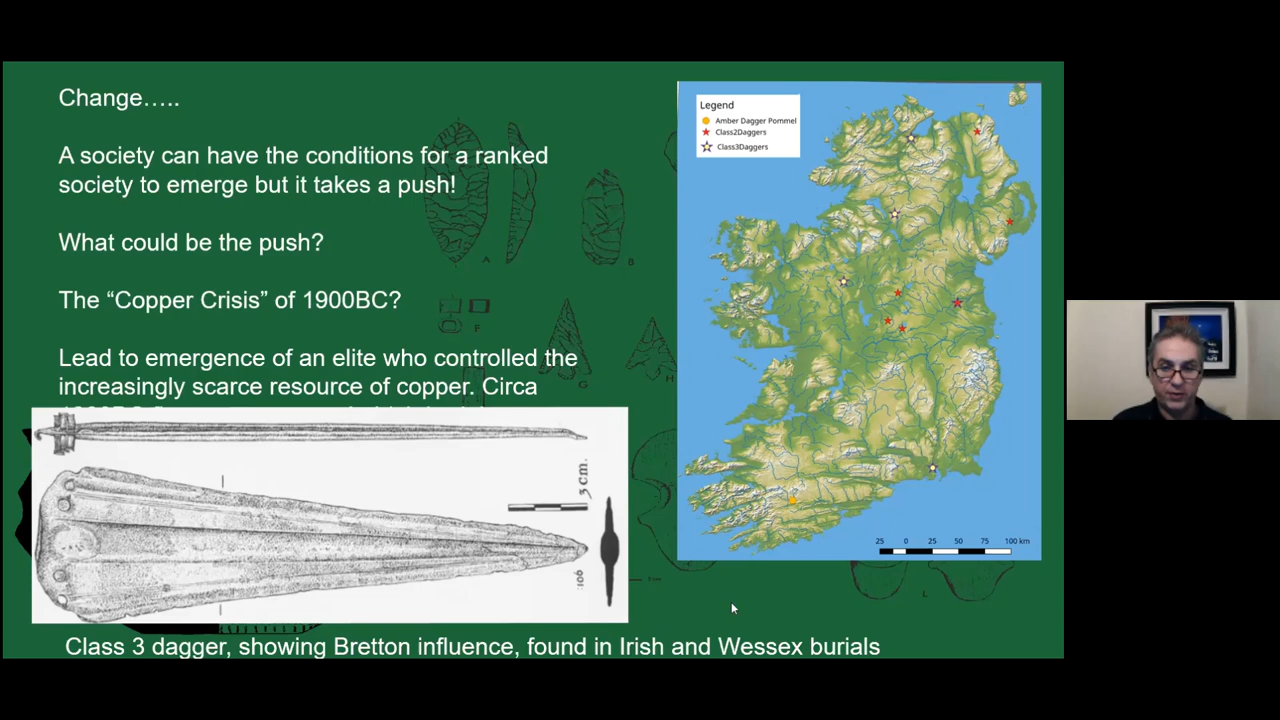 Change…..
A society can have the conditions for a ranked
society to emerge but it takes a push!
What could be the push?
The “Copper Crisis” of 1900BC?
Lead to emergence of an elite who controlled the
increasingly scarce resource of copper. Circa
3 cm.
106
Class 3 dagger, showing Bretton influence, found in Irish and Wessex burials
A
B
F
G
H
L
Legend
Amber Dagger Pommel
Class2Daggers
Class3Daggers
25 0 25 50 75 100 km